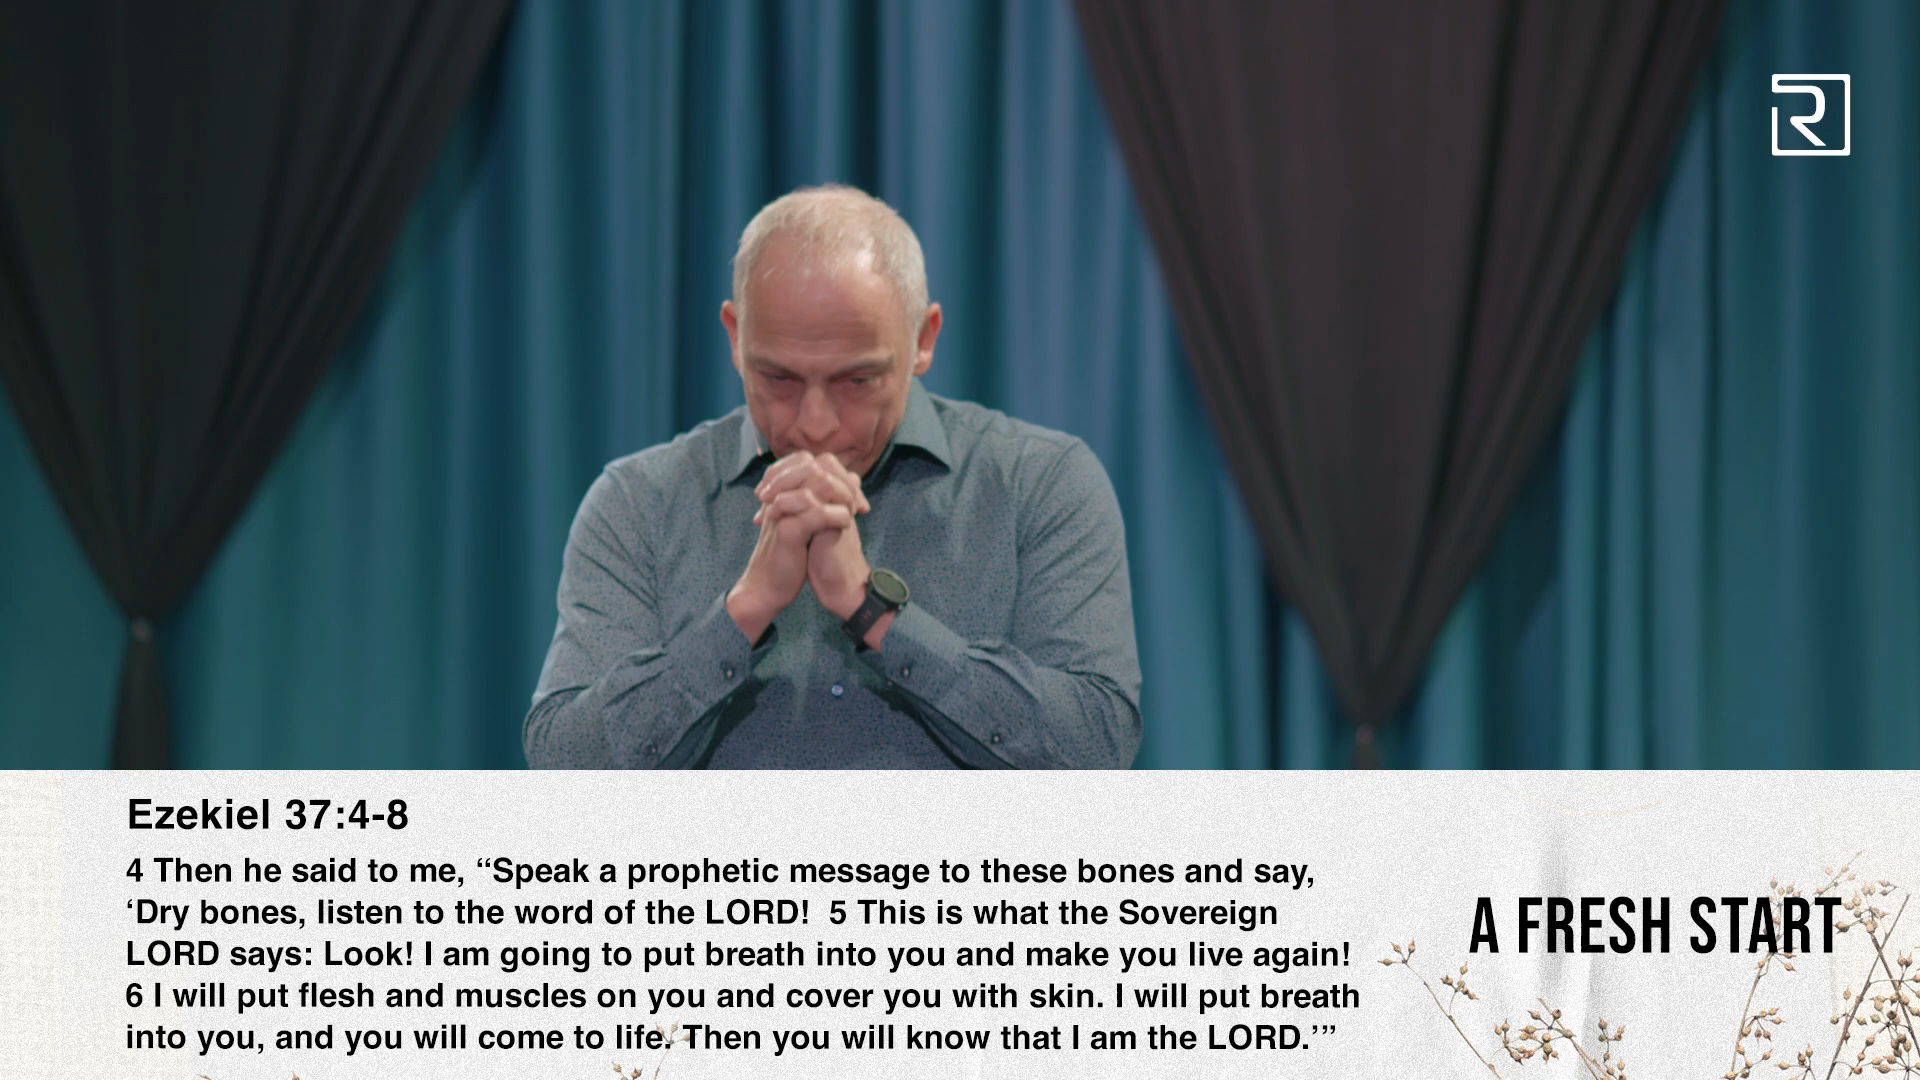 R
Ezekiel 37:4-8
4 Then he said to me, “Speak a prophetic message to these bones and say,
‘Dry bones, listen to the word of the LORD!  5 This is what the Sovereign
LORD says: Look! I am going to put breath into you and make you live again!
6 I will put flesh and muscles on you and cover you with skin. I will put breath
into you, and you will come to life. Then you will know that I am the LORD.’”
A FRESH START